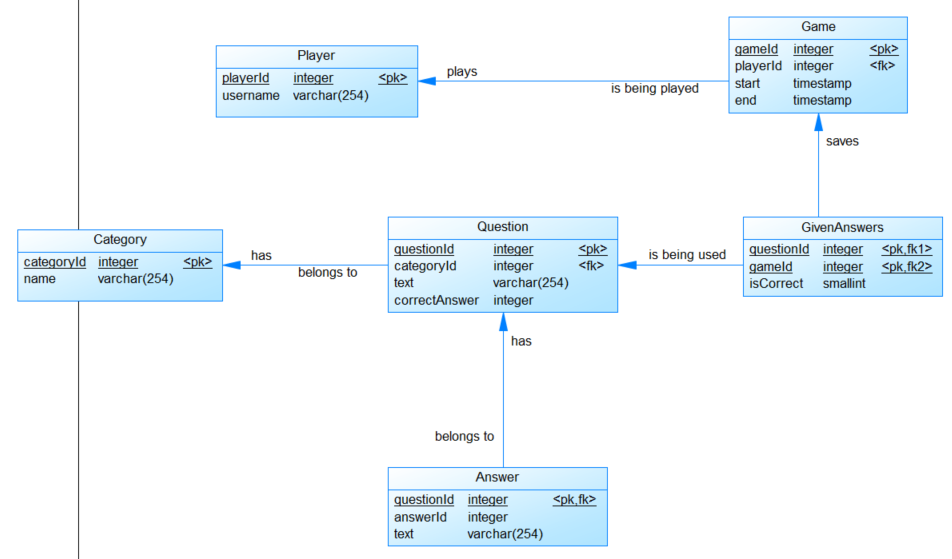 Game
gameId integer <pk>
playerId integer <fk>
start timestamp
end timestamp
Player
playerId integer <pk>
username varchar(254)
plays
is being played
saves
Category
categoryId integer <pk>
name varchar(254)
has
belongs to
Question
questionId integer <pk>
categoryId integer <fk>
text varchar(254)
correctAnswer integer
is being used
GivenAnswers
questionId integer <pk,fk1>
gameId integer <pk,fk2>
isCorrect smallint
has
belongs to
Answer
questionId integer <pk,fk>
answerId integer
text varchar(254)